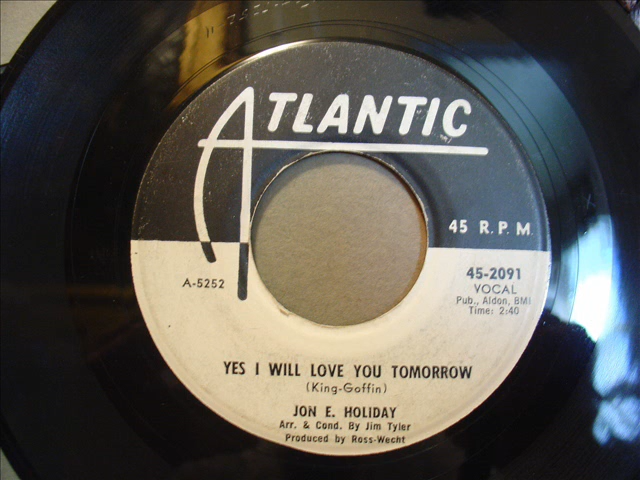 ATLANTIC
45 R.P.M.
A-5252
45-2091
VOCAL
Pub., Aldon, BMI
Time: 2:40
YES I WILL LOVE YOU TOMORROW
(King-Goffin)
JON E. HOLIDAY
Arr. & Cond. By Jim Tyler
Produced by Ross-Wecht